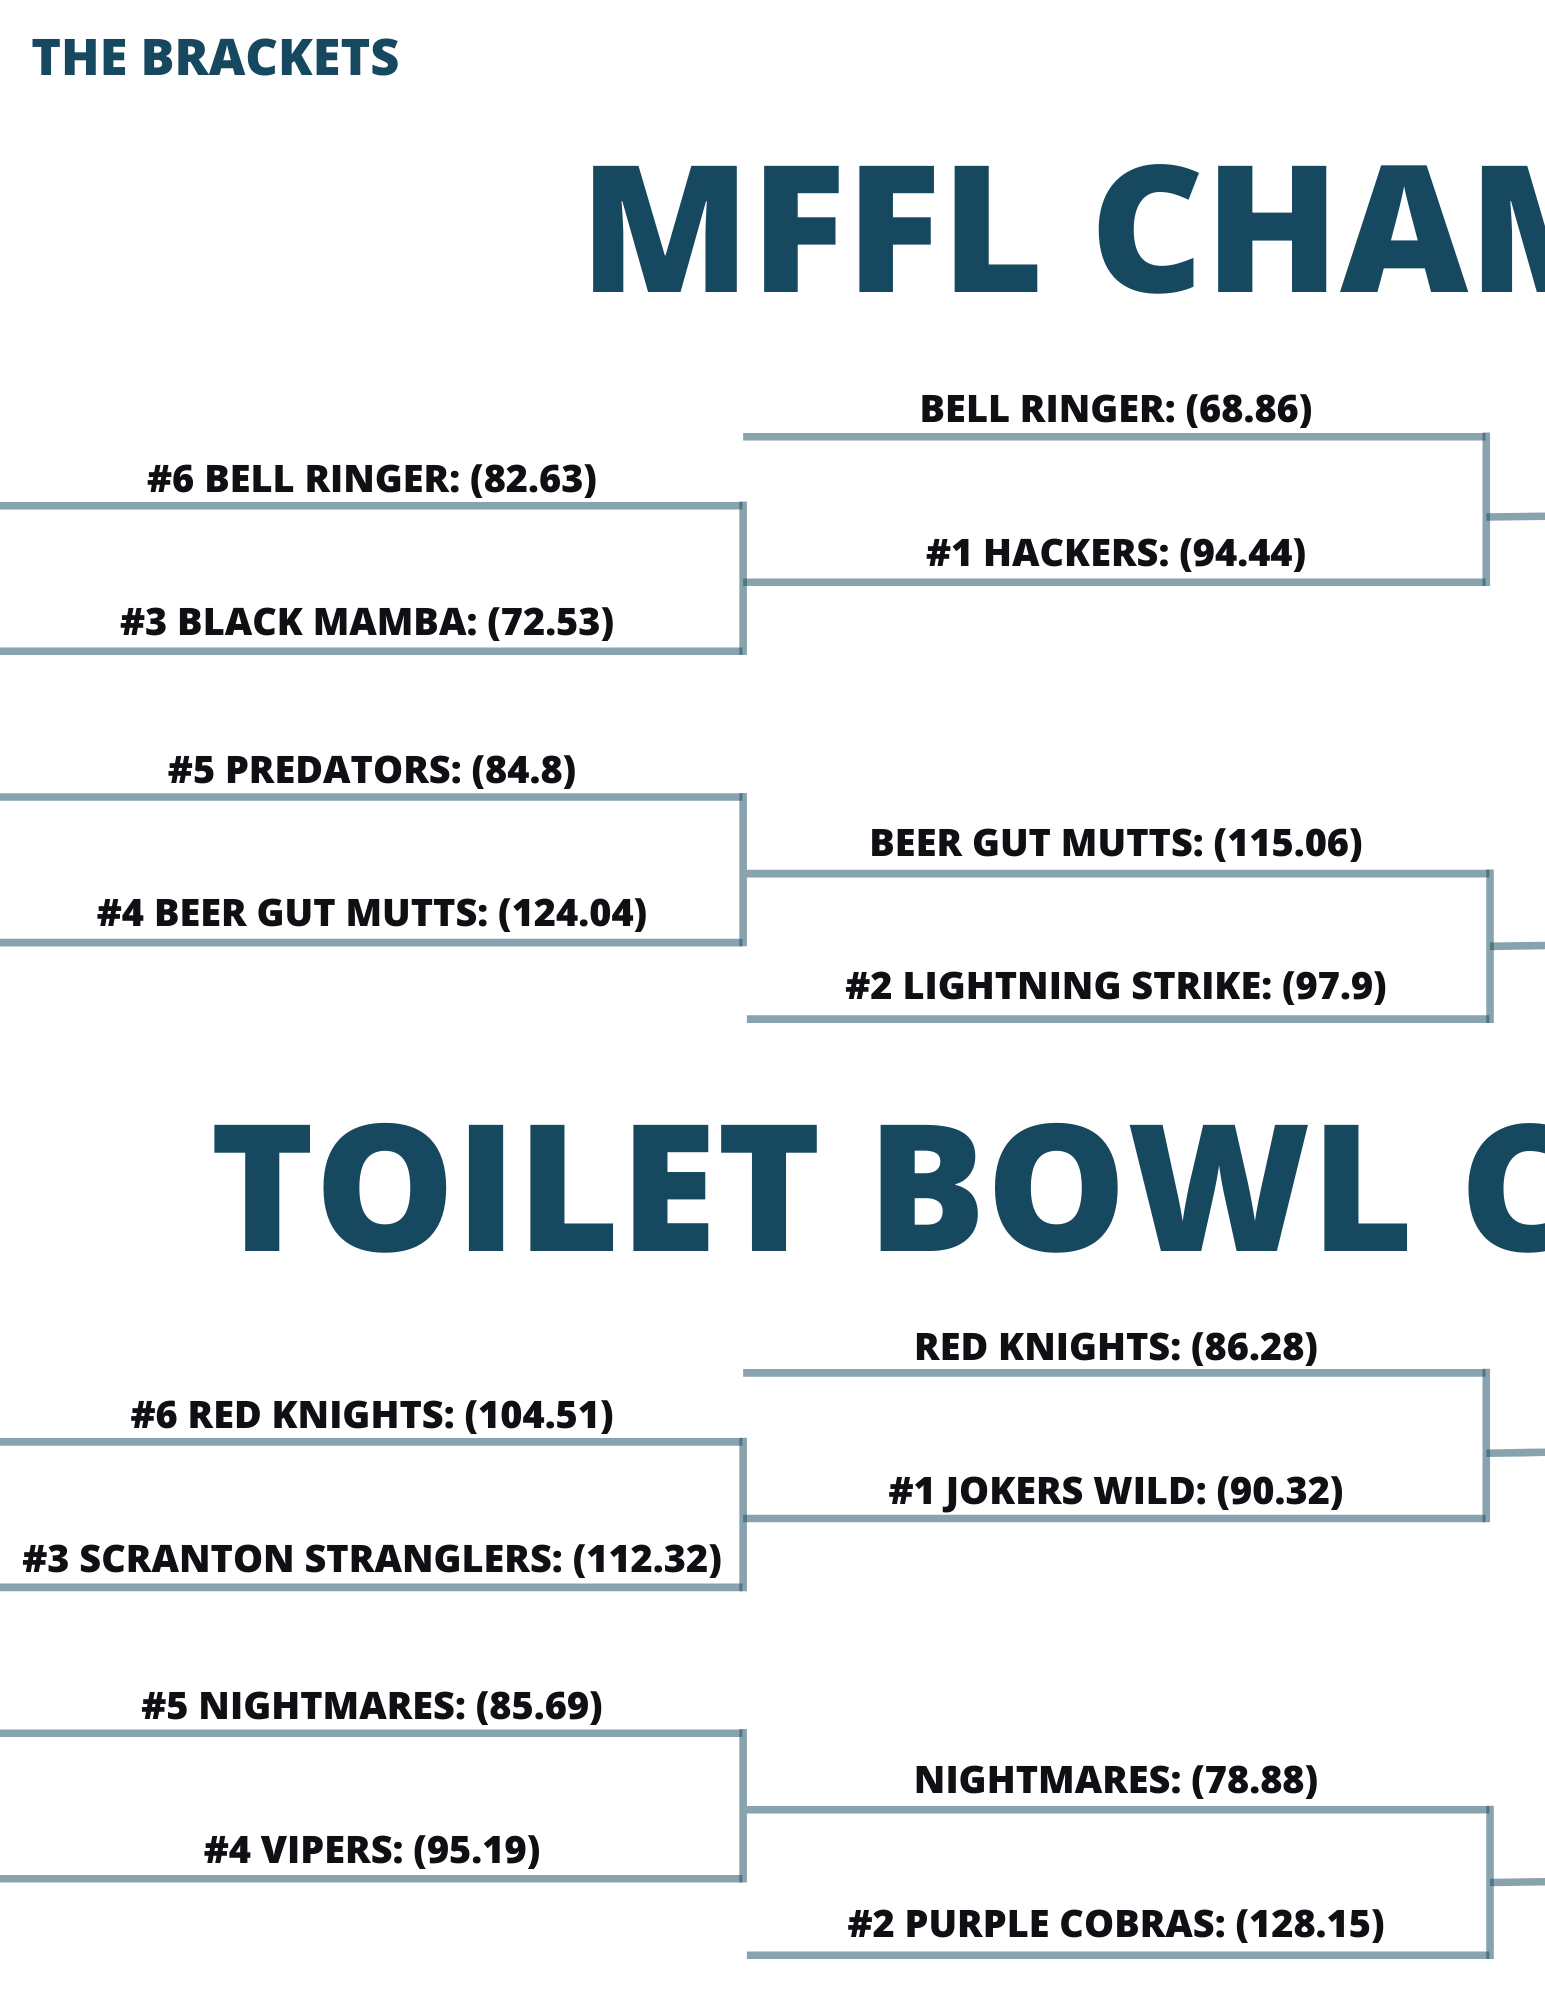 THE BRACKETS
MFFL CHAM
BELL RINGER: (68.86)
#6 BELL RINGER: (82.63)
#1 HACKERS: (94.44)
#3 BLACK MAMBA: (72.53)
#5 PREDATORS: (84.8)
BEER GUT MUTTS: (115.06)
#4 BEER GUT MUTTS: (124.04)
#2 LIGHTNING STRIKE: (97.9)
TOILET BOWL C
RED KNIGHTS: (86.28)
#6 RED KNIGHTS: (104.51)
#1 JOKERS WILD: (90.32)
#3 SCRANTON STRANGLERS: (112.32)
#5 NIGHTMARES: (85.69)
NIGHTMARES: (78.88)
#4 VIPERS: (95.19)
#2 PURPLE COBRAS: (128.15)